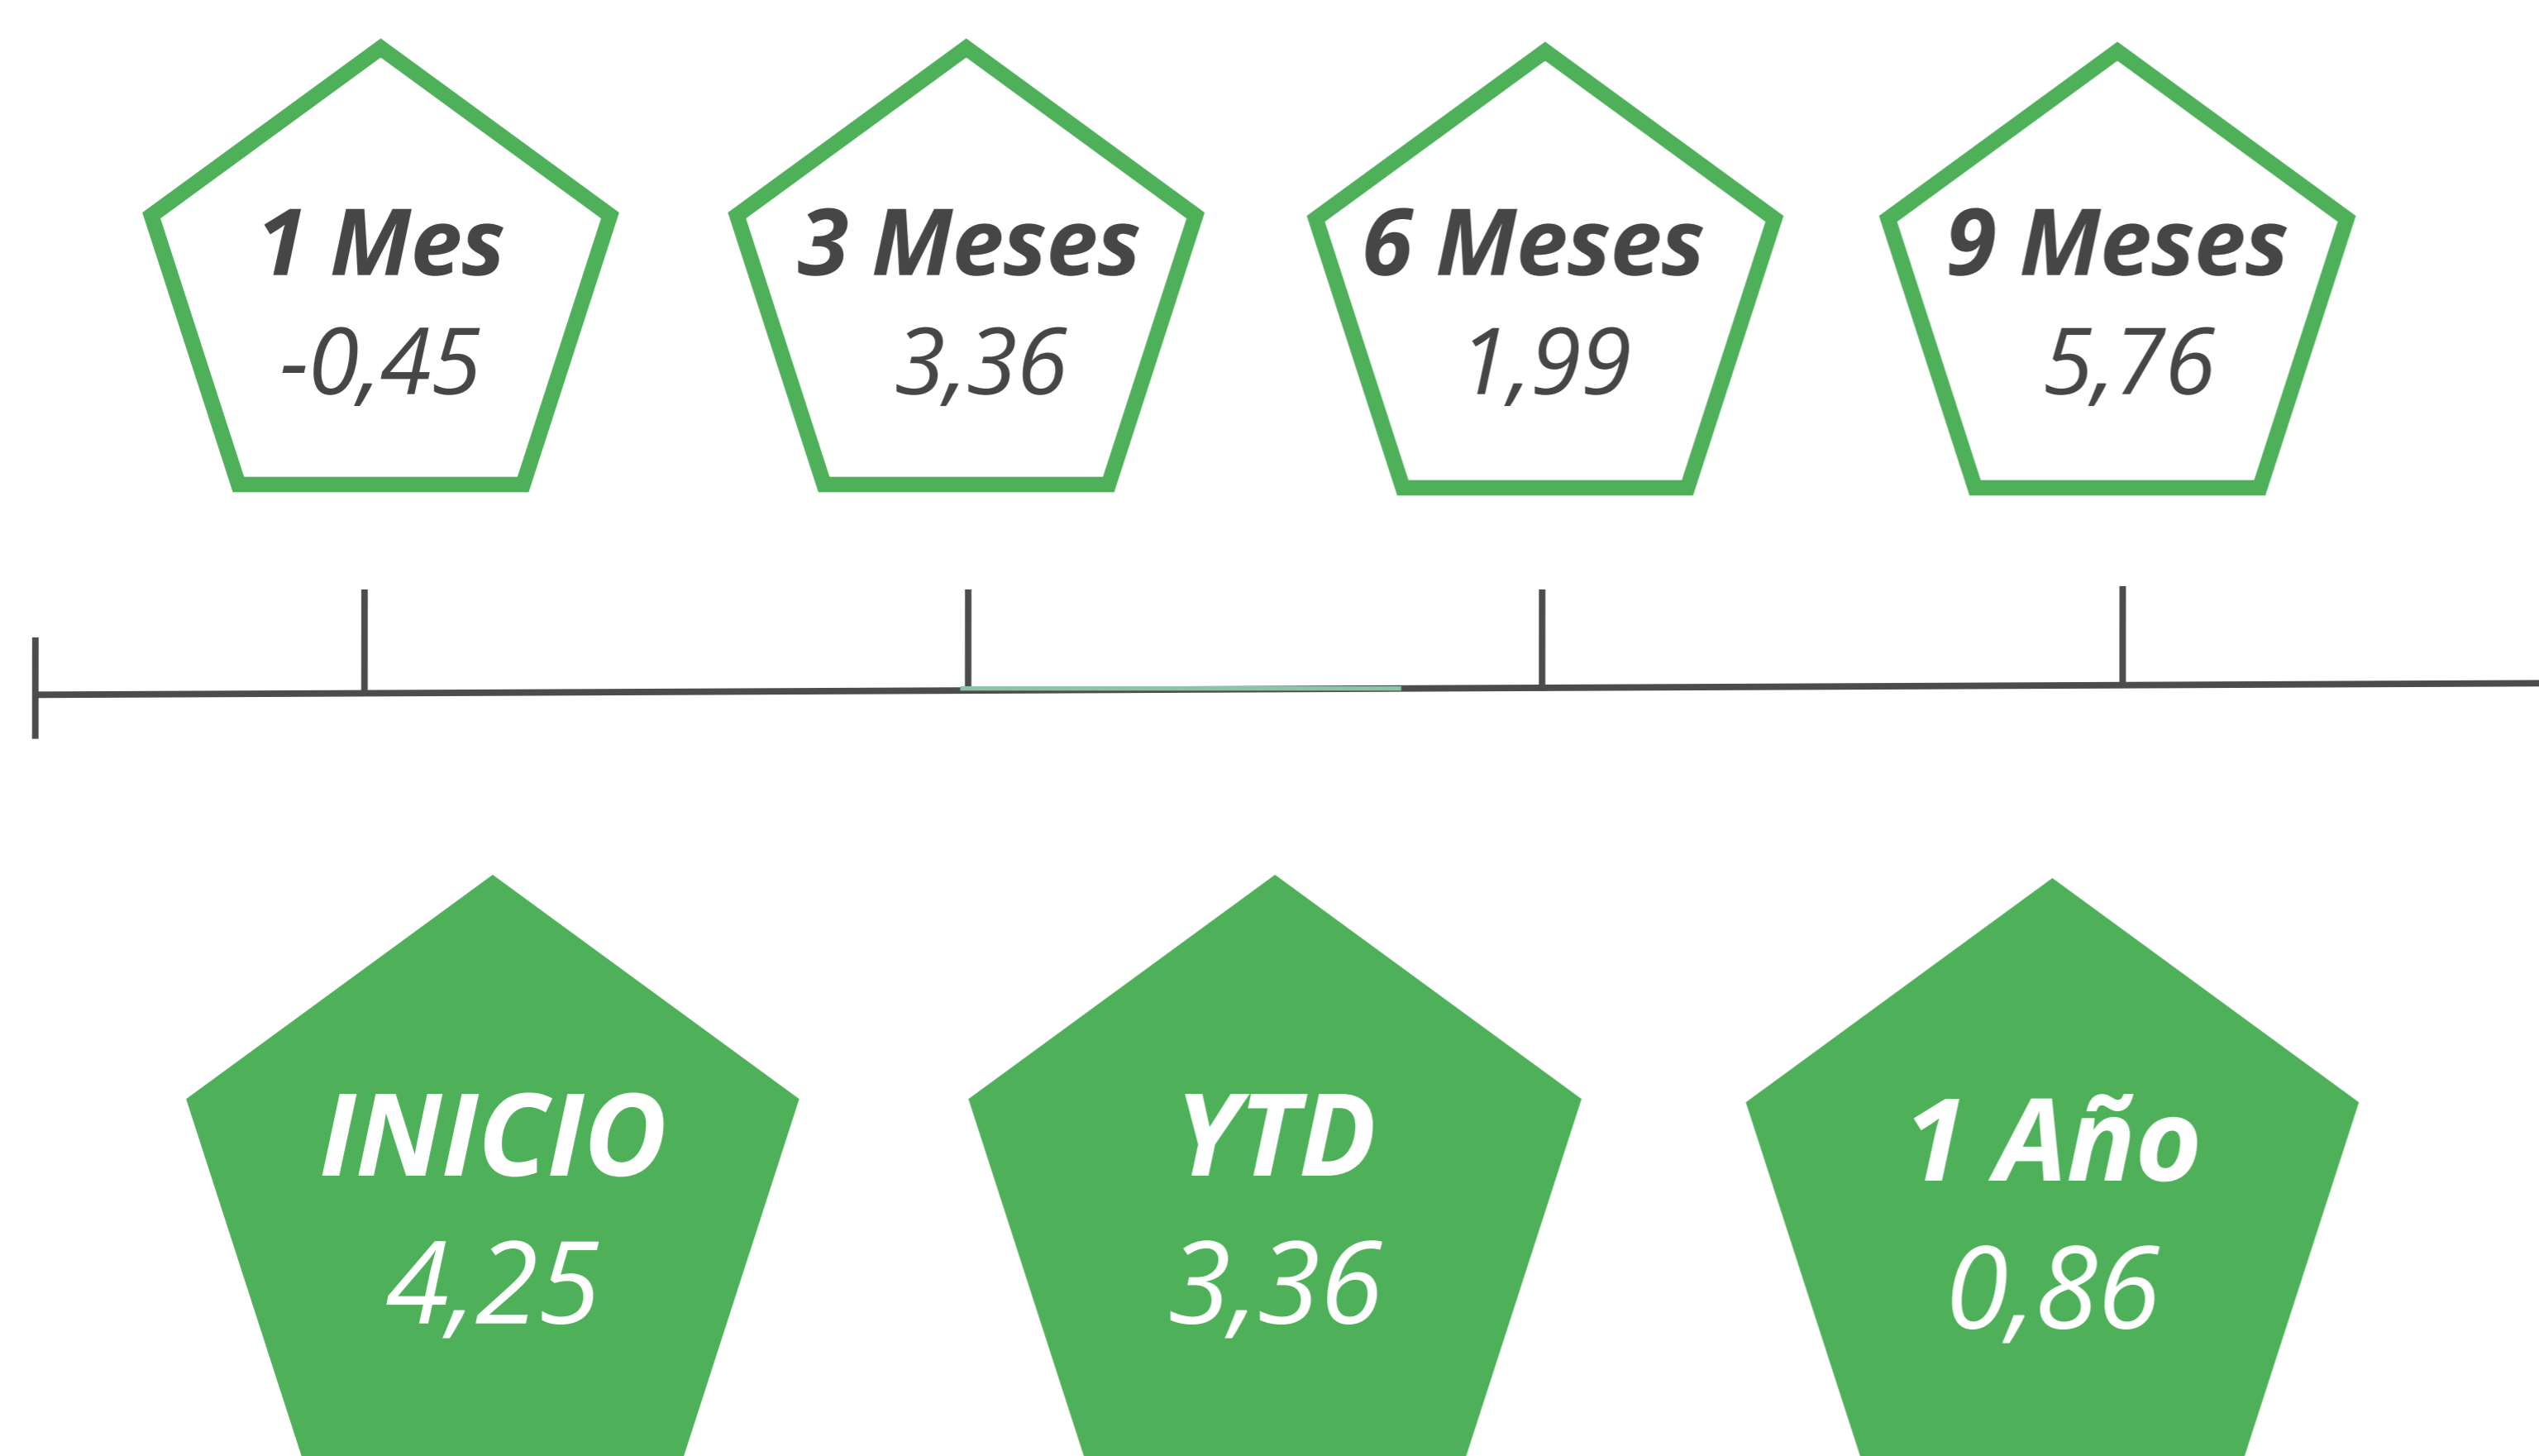 1 Mes
-0,45
3 Meses
3,36
6 Meses
1,99
9 Meses
5,76
INICIO
4,25
YTD
3,36
1 Año
0,86